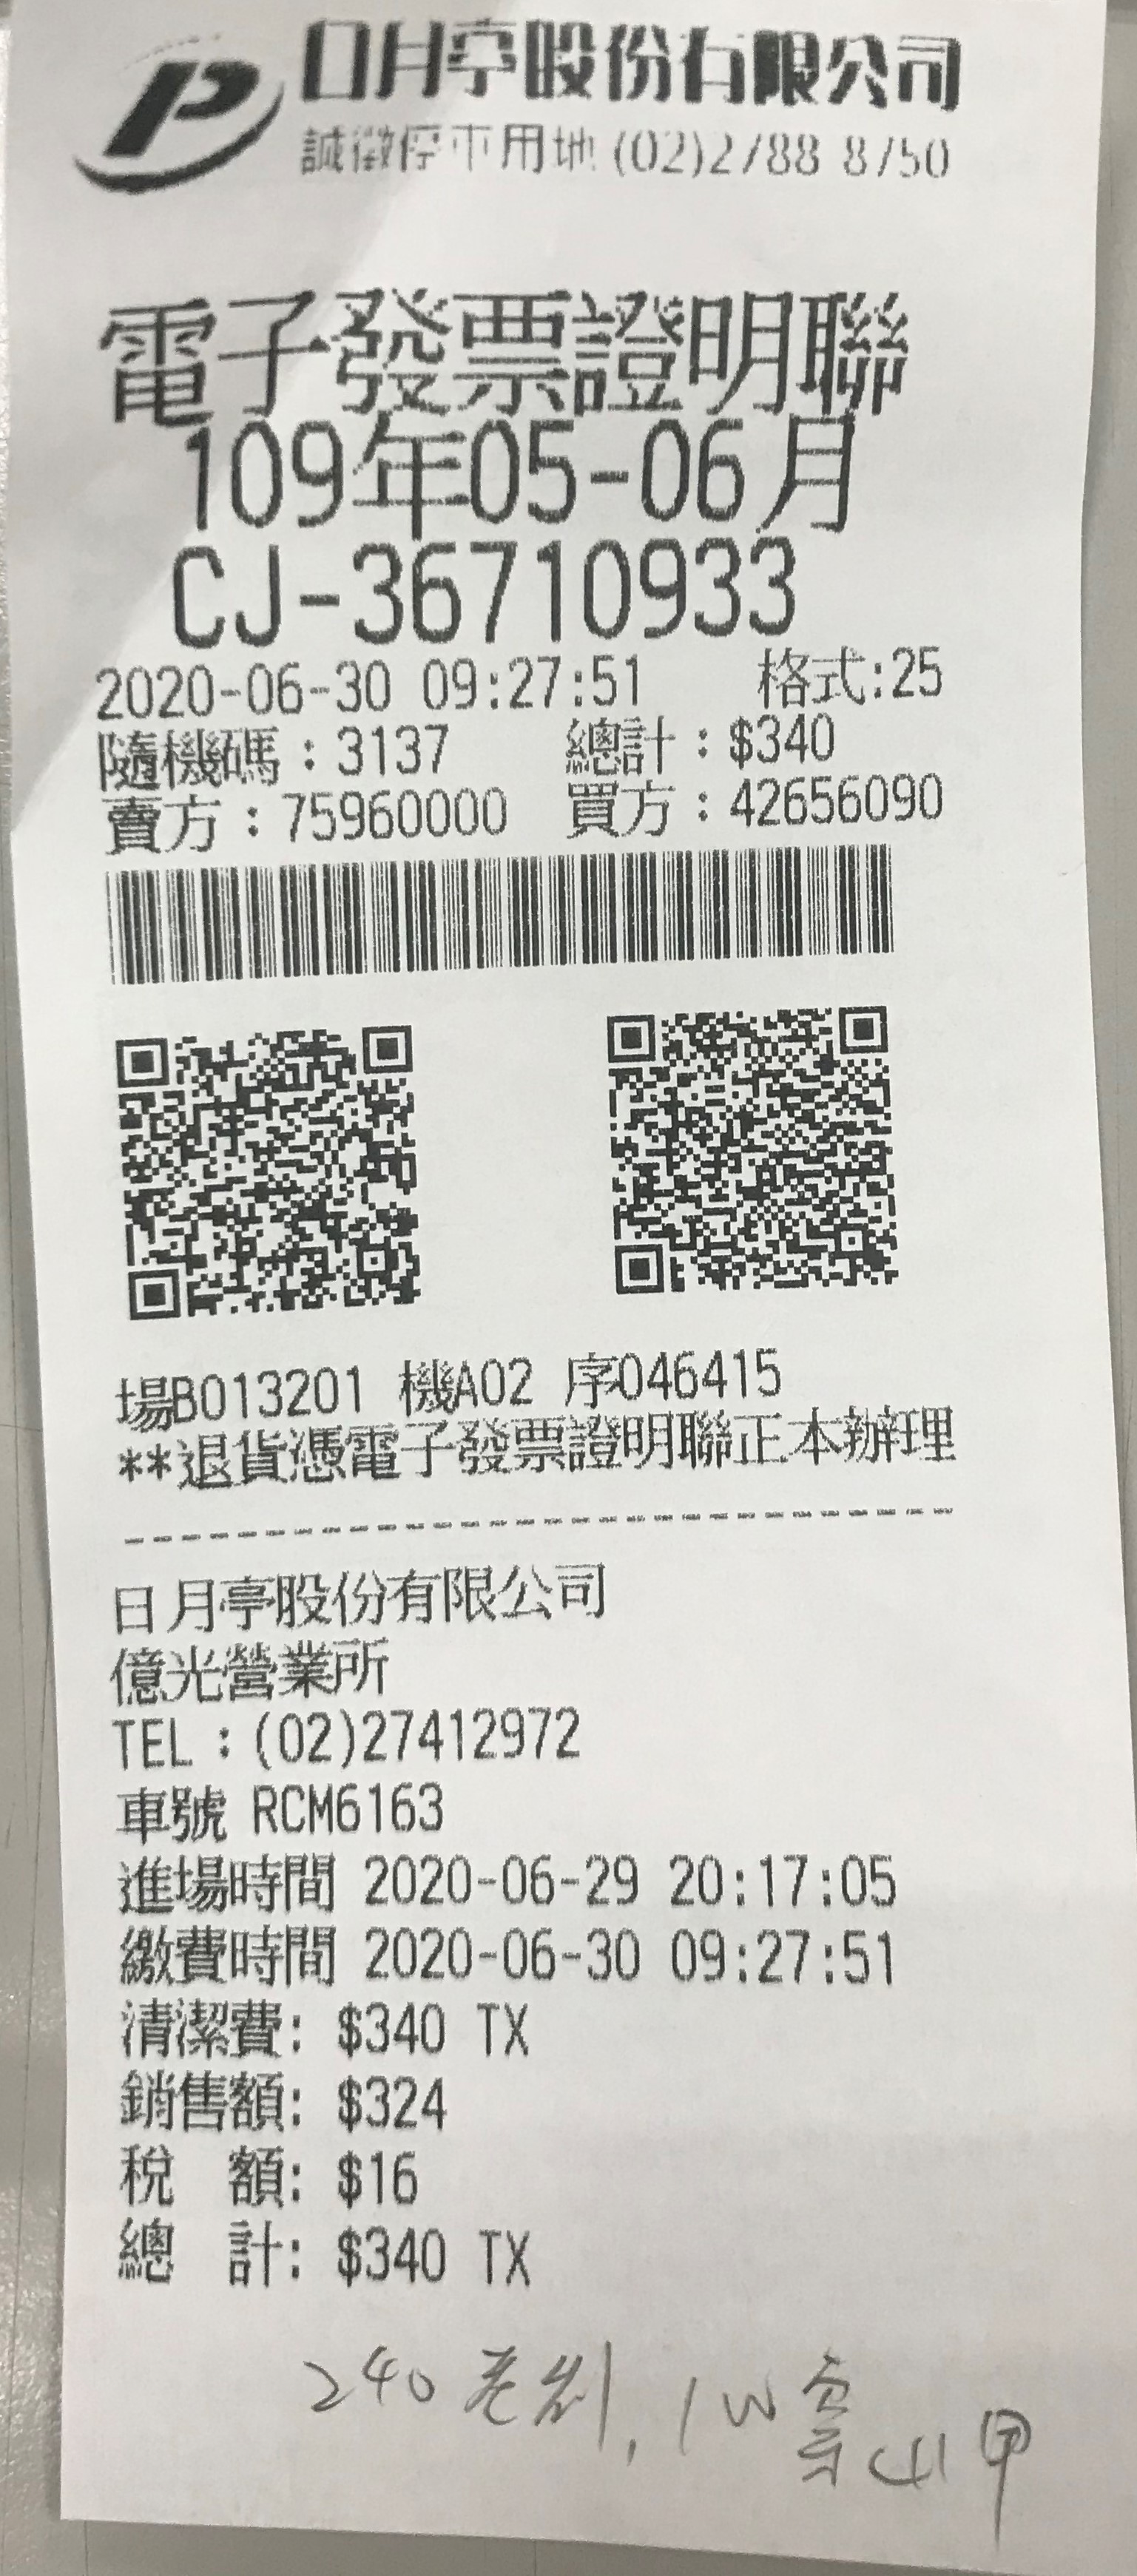 P 日月亭股份有限公司
誠徵停車用地 (02)2788-8750
電子發票證明聯
109年05-06月
CJ-36710933
2020-06-30 09:27:51 格式:25
隨機碼：3137 總計：$340
賣方：75960000 買方：42656090
場B013201 機A02 序046415
**退貨憑電子發票證明聯正本辦理
日月亭股份有限公司
億光營業所
TEL：(02)27412972
車號 RCM6163
進場時間 2020-06-29 20:17:05
繳費時間 2020-06-30 09:27:51
清潔費: $340 TX
銷售額: $324
稅 額: $16
總 計: $340 TX
240